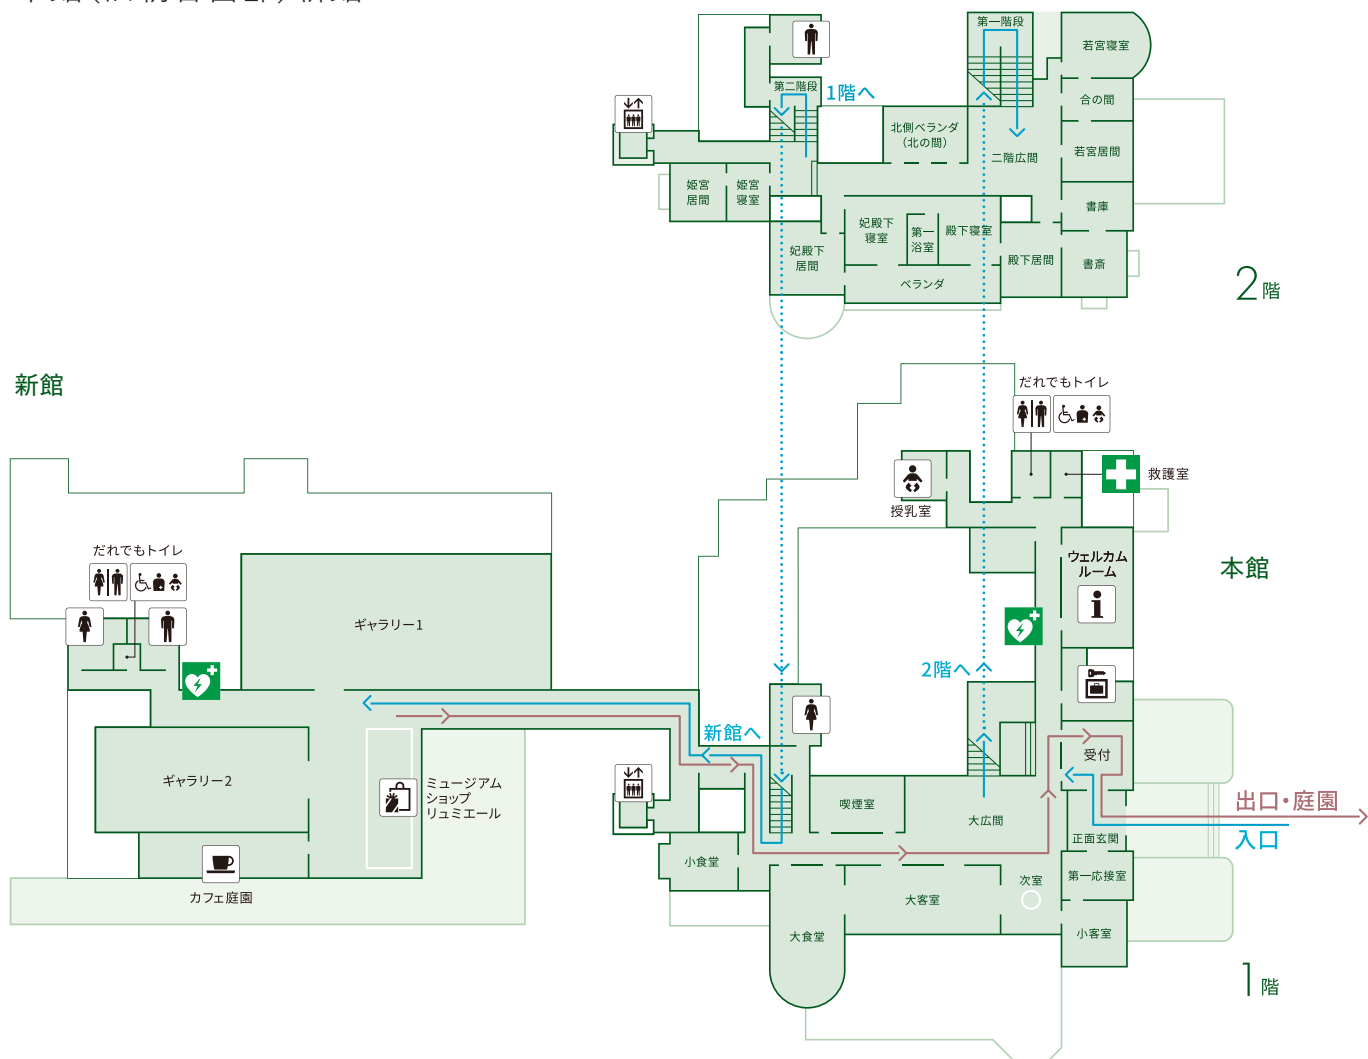 第一階段
若宮寝室
第二階段
1階へ
合の間
北側ベランダ
(北の間)
二階広間
若宮居間
姫宮
居間
姫宮
寝室
書庫
妃殿下
寝室
第一
浴室
殿下寝室
妃殿下
居間
殿下居間
書斎
ベランダ
2階
新館
だれでもトイレ
救護室
授乳室
だれでもトイレ
ウェルカム
ルーム
本館
ギャラリー1
2階へ
新館へ
受付
ギャラリー2
ミュージアム
ショップ
リュミエール
喫煙室
大広間
出口・庭園
入口
正面玄関
小食堂
カフェ庭園
次室
第一応接室
大客室
大食堂
小客室
1階